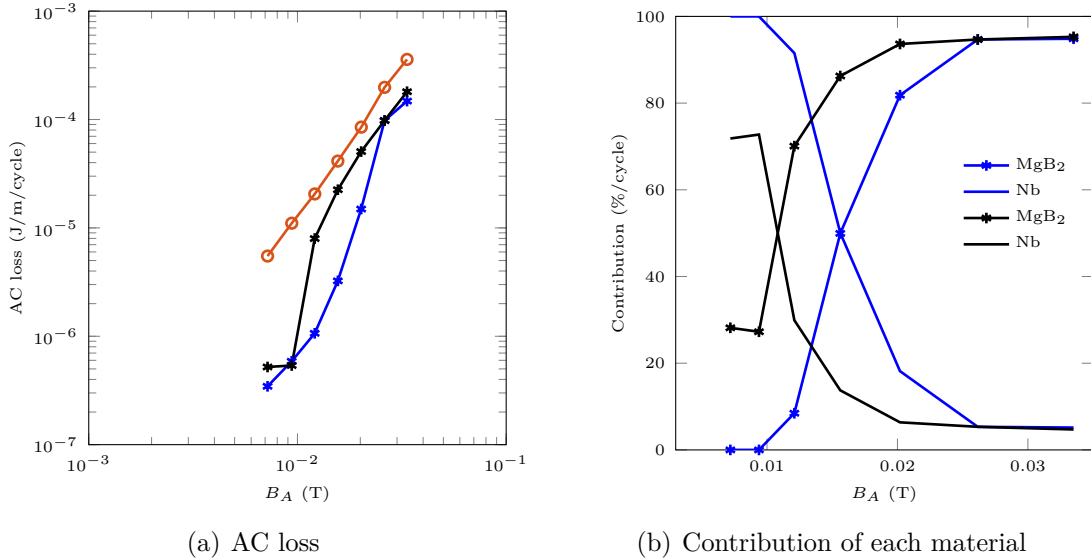 10⁻³
10⁻⁴
10⁻⁵
10⁻⁶
10⁻⁷
AC loss (J/m/cycle)
10⁻³
10⁻²
10⁻¹
B_A (T)
(a) AC loss
100
80
60
40
20
0
Contribution (%/cycle)
MgB₂
Nb
MgB₂
Nb
0.01
0.02
0.03
B_A (T)
(b) Contribution of each material